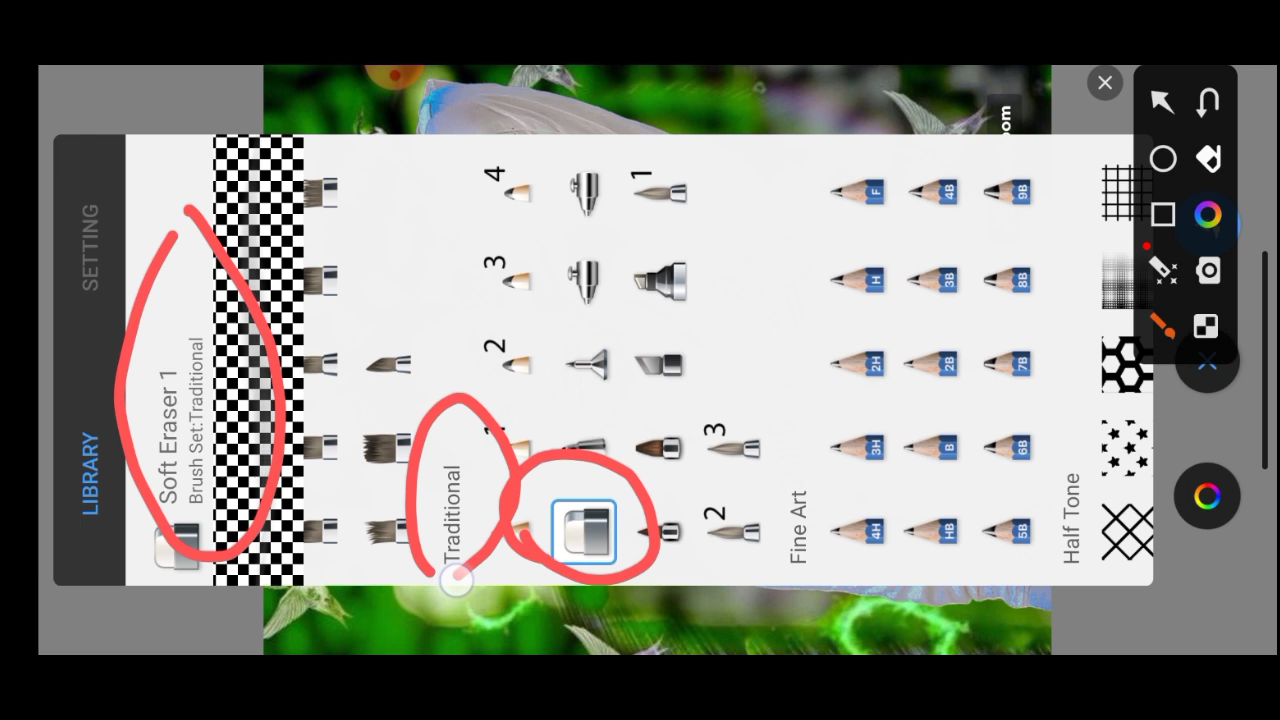 LIBRARY SETTING
Soft Eraser 1
Brush Set:Traditional
Traditional
1 2 3 4
1
2 3
Fine Art
4H 3H 2H H F
HB B 2B 3B 4B
5B 6B 7B 8B 9B
Half Tone